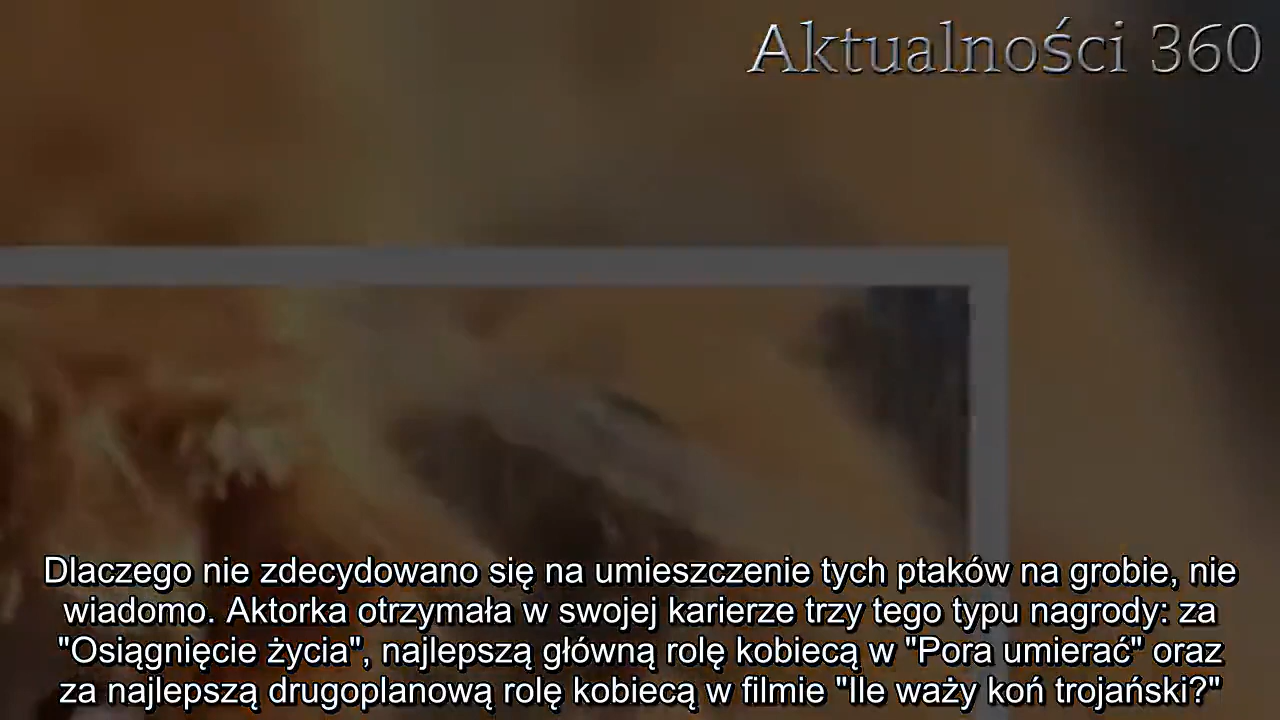 Aktualności 360
Dlaczego nie zdecydowano się na umieszczenie tych ptaków na grobie, nie
wiadomo. Aktorka otrzymała w swojej karierze trzy tego typu nagrody: za
"Osiągnięcie życia", najlepszą główną rolę kobiecą w "Pora umierać" oraz
za najlepszą drugoplanową rolę kobiecą w filmie "Ile waży koń trojański?"